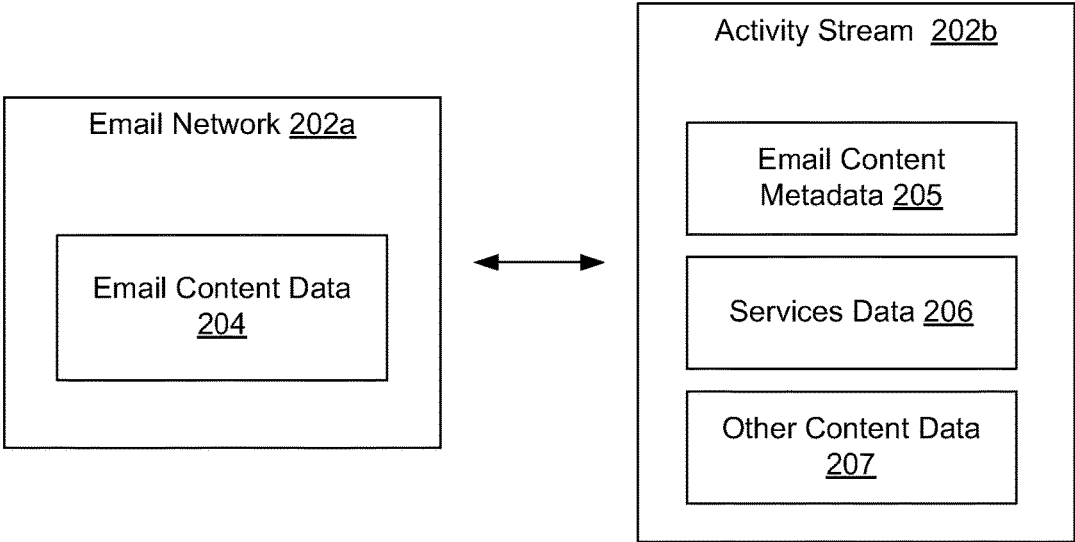 Email Network 202a
Email Content Data
204
Activity Stream 202b
Email Content
Metadata 205
Services Data 206
Other Content Data
207